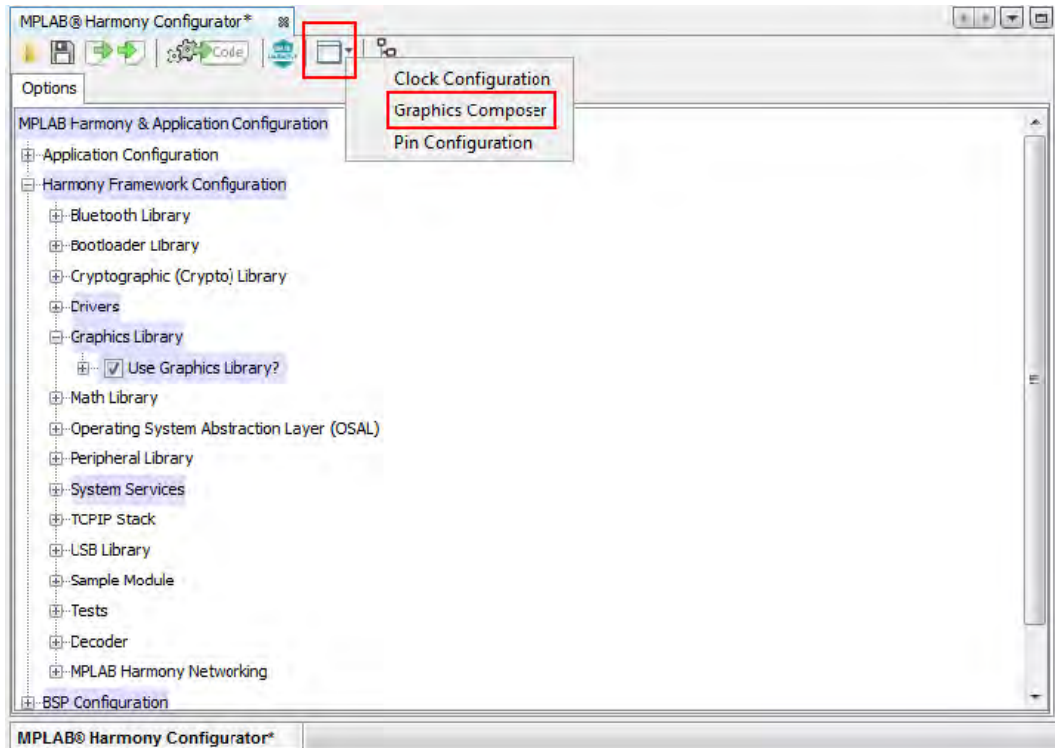 MPLAB® Harmony Configurator*
Code
Clock Configuration
Graphics Composer
Pin Configuration
Options
MPLAB Harmony & Application Configuration
Application Configuration
Harmony Framework Configuration
Bluetooth Library
Bootloader Library
Cryptographic (Crypto) Library
Drivers
Graphics Library
Use Graphics Library?
Math Library
Operating System Abstraction Layer (OSAL)
Peripheral Library
System Services
TCPIP Stack
USB Library
Sample Module
Tests
Decoder
MPLAB Harmony Networking
BSP Configuration
MPLAB® Harmony Configurator*